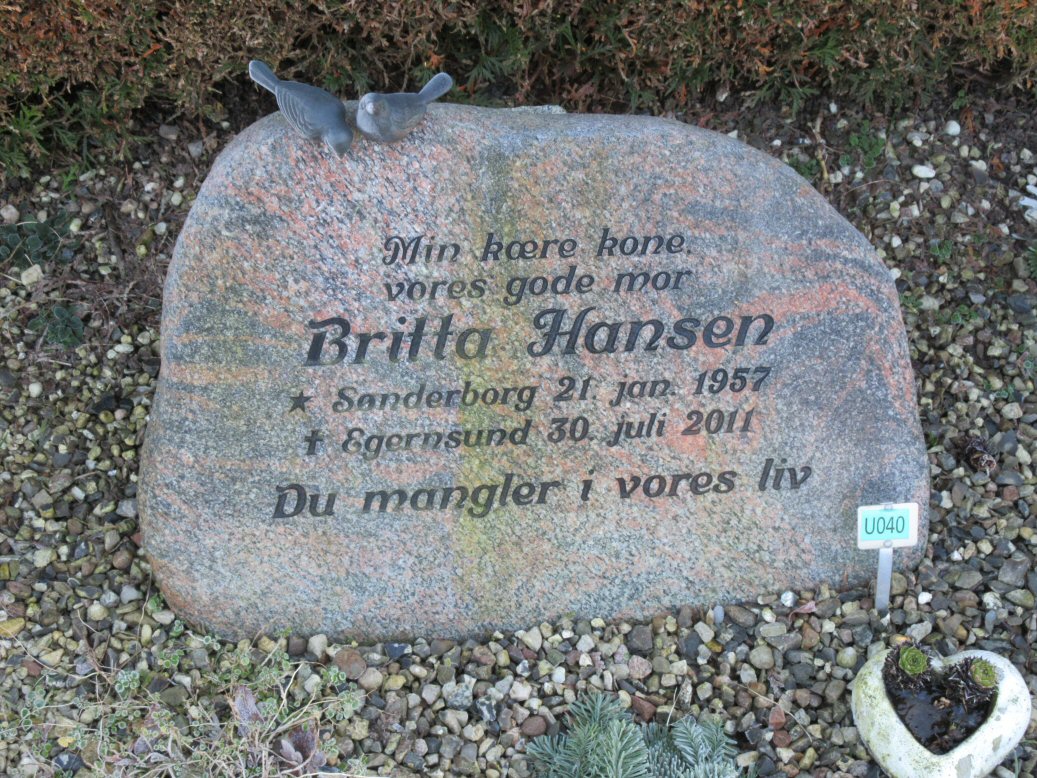 Min kære kone.
vores gode mor
Britta Hansen
★ Sønderborg 21. jan. 1957
✝ Egernsund 30. juli 2011
Du mangler i vores liv
U040